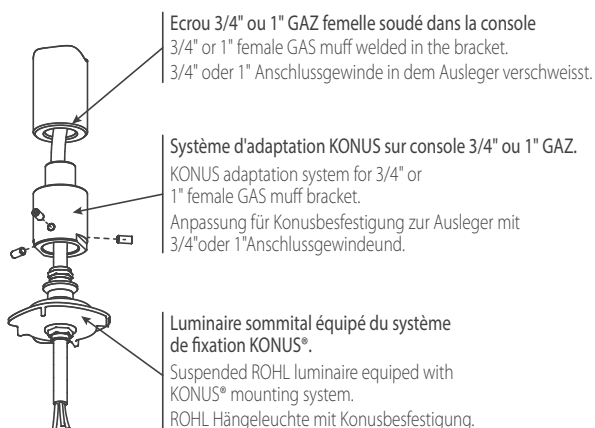 Ecrou 3/4" ou 1" GAZ femelle soudé dans la console
3/4" or 1" female GAS muff welded in the bracket.
3/4" oder 1" Anschlussgewinde in dem Ausleger verschweisst.
Système d'adaptation KONUS sur console 3/4" ou 1" GAZ.
KONUS adaptation system for 3/4" or
1" female GAS muff bracket.
Anpassung für Konusbesfestigung zur Ausleger mit
3/4"oder 1"Anschlussgewindeund.
Luminaire sommital équipé du système
de fixation KONUS®.
Suspended ROHL luminaire equiped with
KONUS® mounting system.
ROHL Hängeleuchte mit Konusbesfestigung.